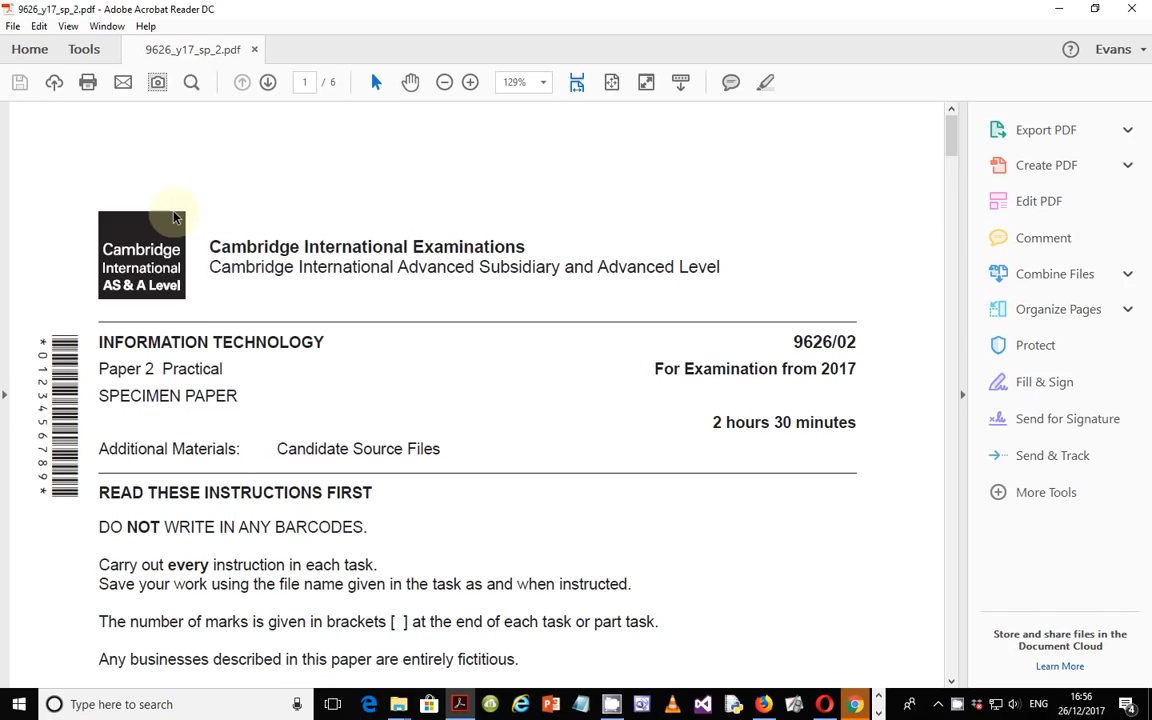 9626_y17_sp_2.pdf - Adobe Acrobat Reader DC
File Edit View Window Help
Home Tools 9626_y17_sp_2.pdf × Evans
1 / 6 129%
Cambridge International Examinations
Cambridge International Advanced Subsidiary and Advanced Level
Cambridge
International
AS & A Level
INFORMATION TECHNOLOGY 9626/02
Paper 2 Practical For Examination from 2017
SPECIMEN PAPER
2 hours 30 minutes
Additional Materials: Candidate Source Files
*0123456789*
READ THESE INSTRUCTIONS FIRST
DO NOT WRITE IN ANY BARCODES.
Carry out every instruction in each task.
Save your work using the file name given in the task as and when instructed.
The number of marks is given in brackets [ ] at the end of each task or part task.
Any businesses described in this paper are entirely fictitious.
Export PDF
Create PDF
Edit PDF
Comment
Combine Files
Organize Pages
Protect
Fill & Sign
Send for Signature
Send & Track
More Tools
Store and share files in the
Document Cloud
Learn More
Type here to search
ENG
16:56
26/12/2017
4